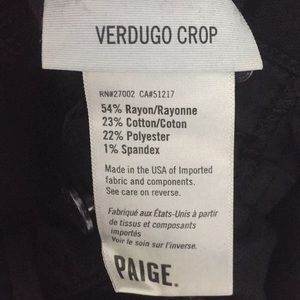 VERDUGO CROP
RN#27002 CA#51217
54% Rayon/Rayonne
23% Cotton/Coton
22% Polyester
1% Spandex
Made in the USA of Imported
fabric and components.
See care on reverse.
Fabriqué aux États-Unis à partir
de tissus et composants
importés
Voir le soin sur l'inverse.
PAIGE.